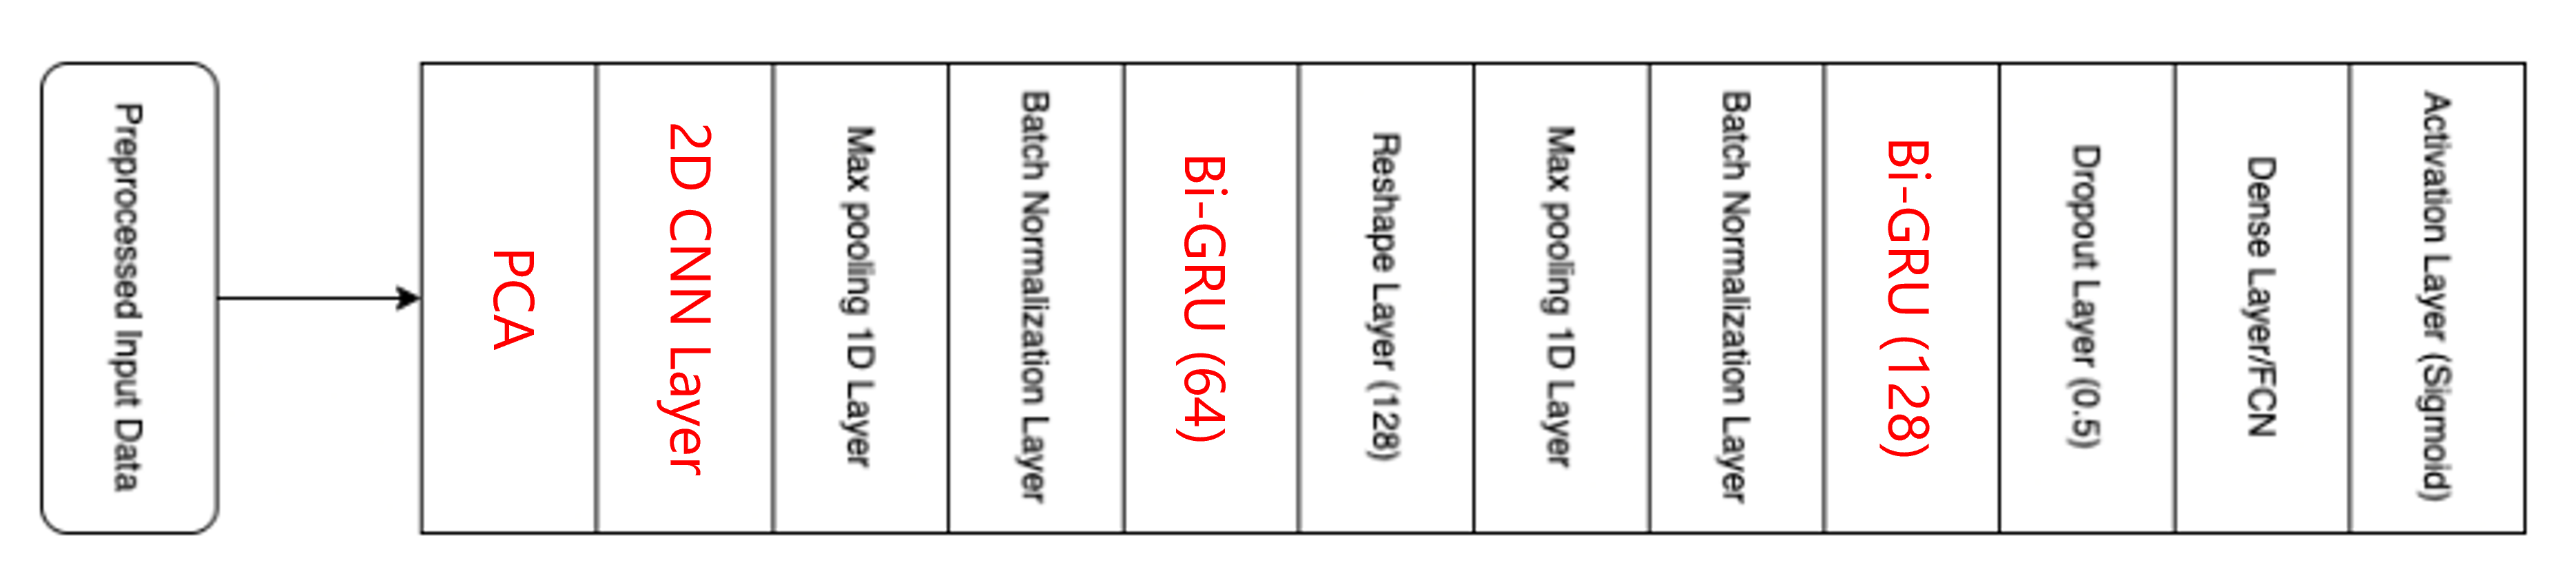 Preprocessed Input Data
PCA
2D CNN Layer
Max pooling 1D Layer
Batch Normalization Layer
Bi-GRU (64)
Reshape Layer (128)
Max pooling 1D Layer
Batch Normalization Layer
Bi-GRU (128)
Dropout Layer (0.5)
Dense Layer/FCN
Activation Layer (Sigmoid)